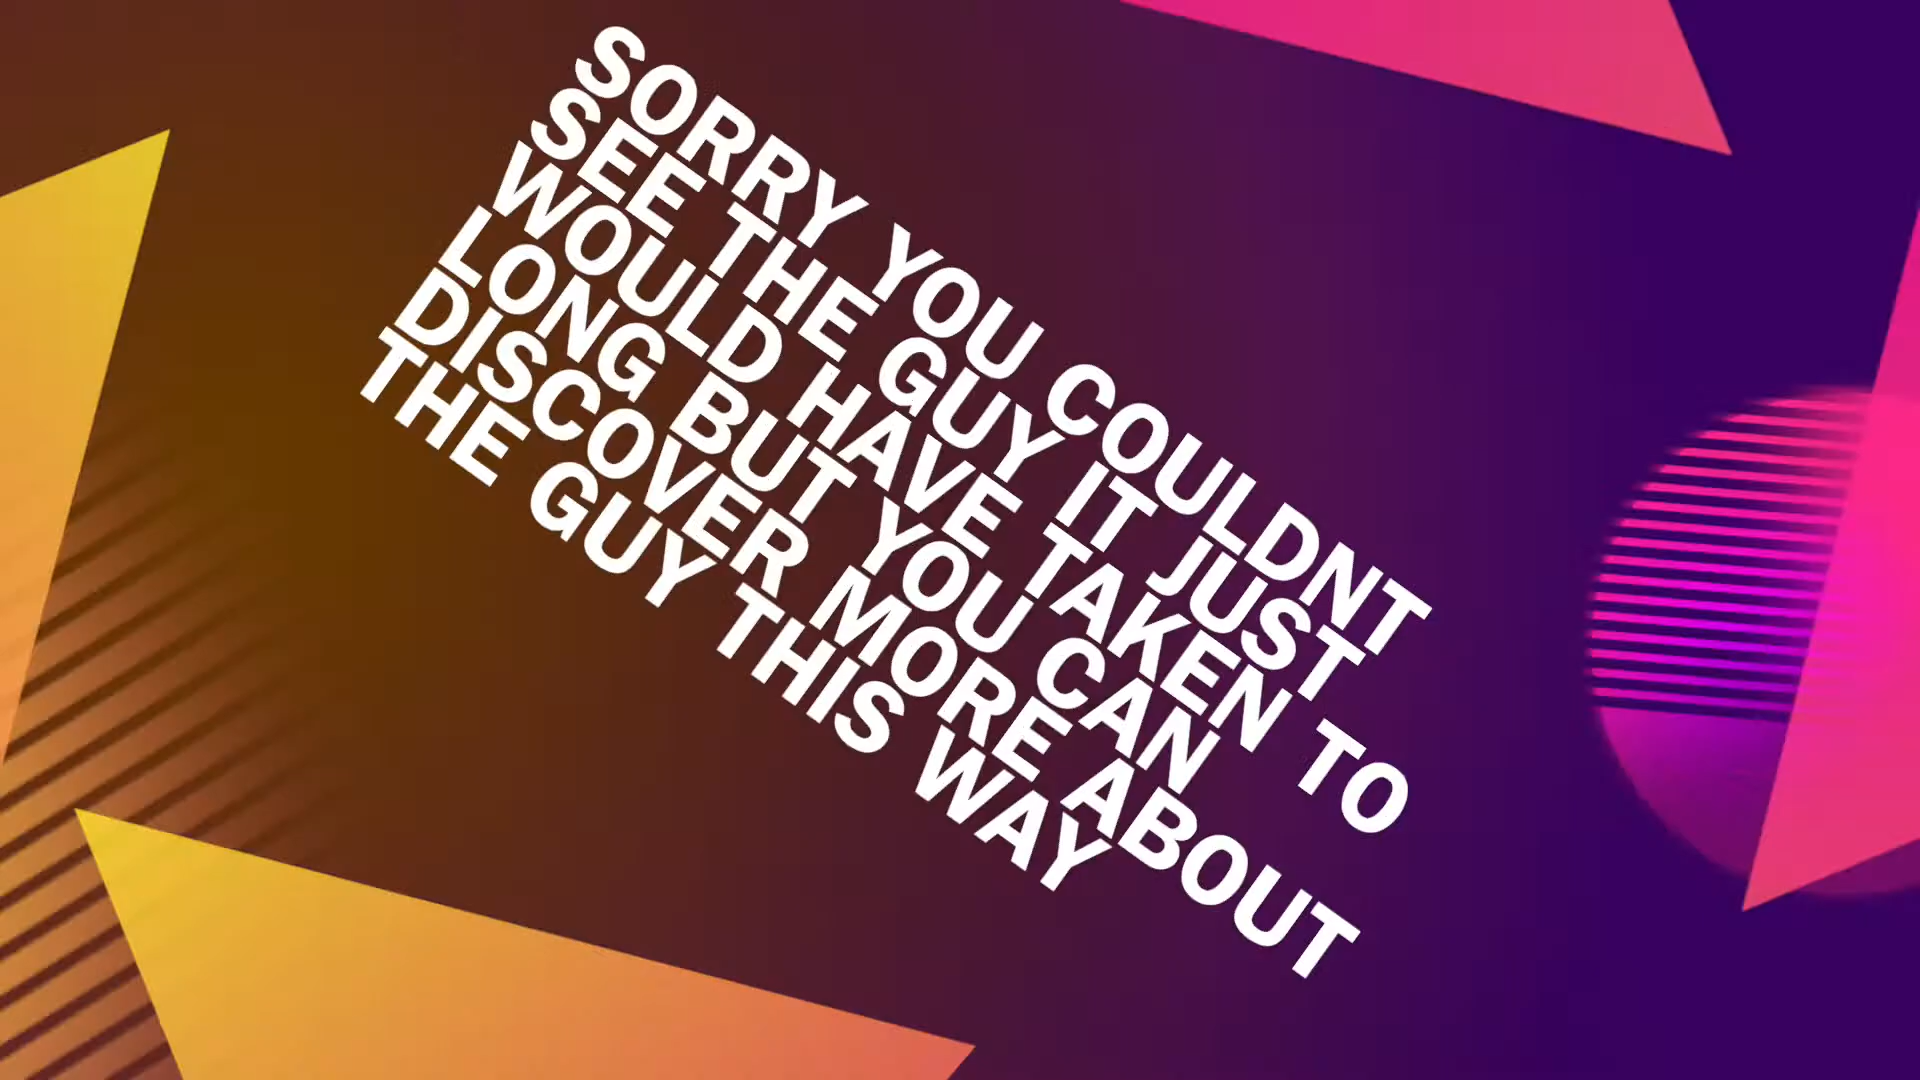 SORRY YOU COULDNT
SEE THE GUY IT JUST
WOULD HAVE TAKEN TO
LONG BUT YOU CAN
DISCOVER MORE ABOUT
THE GUY THIS WAY